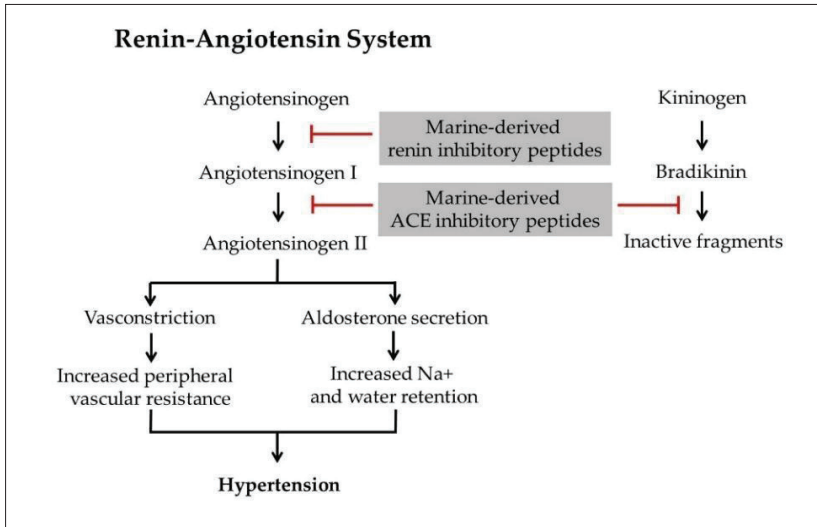 Renin-Angiotensin System
Angiotensinogen
Kininogen
Marine-derived
renin inhibitory peptides
Angiotensinogen I
Bradikinin
Marine-derived
ACE inhibitory peptides
Angiotensinogen II
Inactive fragments
Vasconstriction
Aldosterone secretion
Increased peripheral
vascular resistance
Increased Na+
and water retention
Hypertension